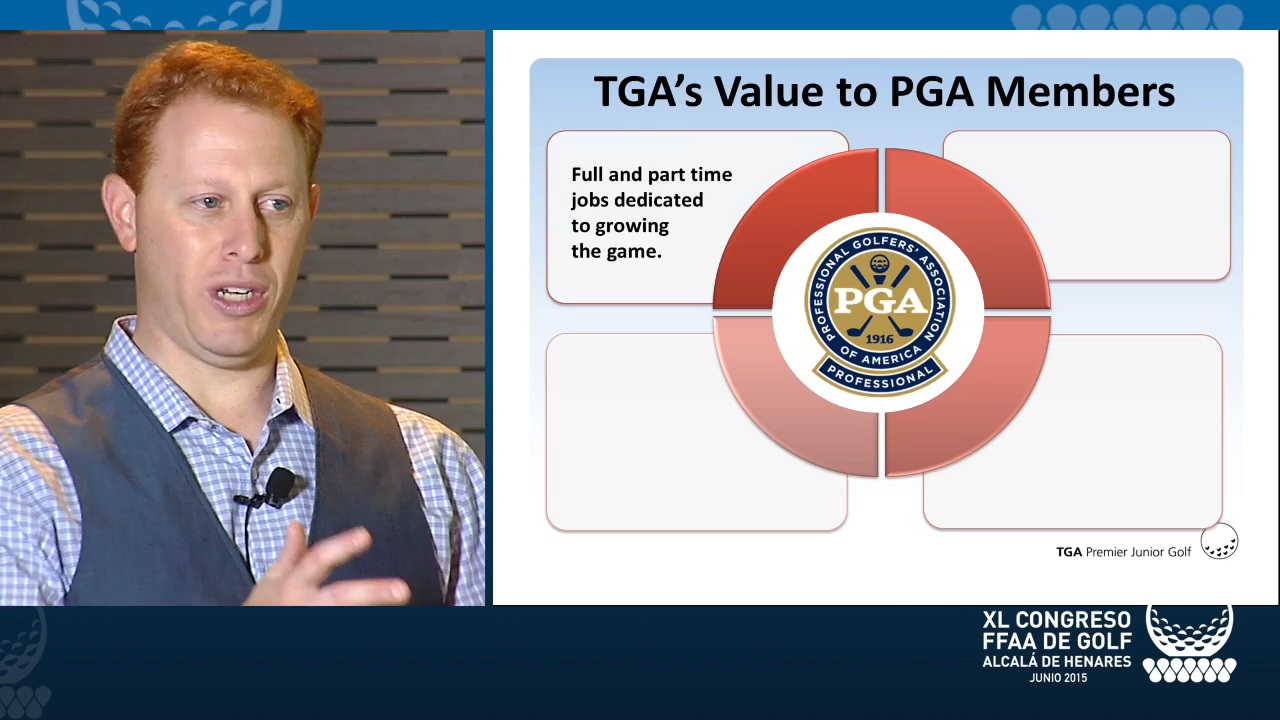 TGA's Value to PGA Members
Full and part time
jobs dedicated
to growing
the game.
PROFESSIONAL GOLFERS' ASSOCIATION
PGA
1916
OF AMERICA
PROFESSIONAL
TGA Premier Junior Golf
XL CONGRESO
FFAA DE GOLF
ALCALÁ DE HENARES
JUNIO 2015